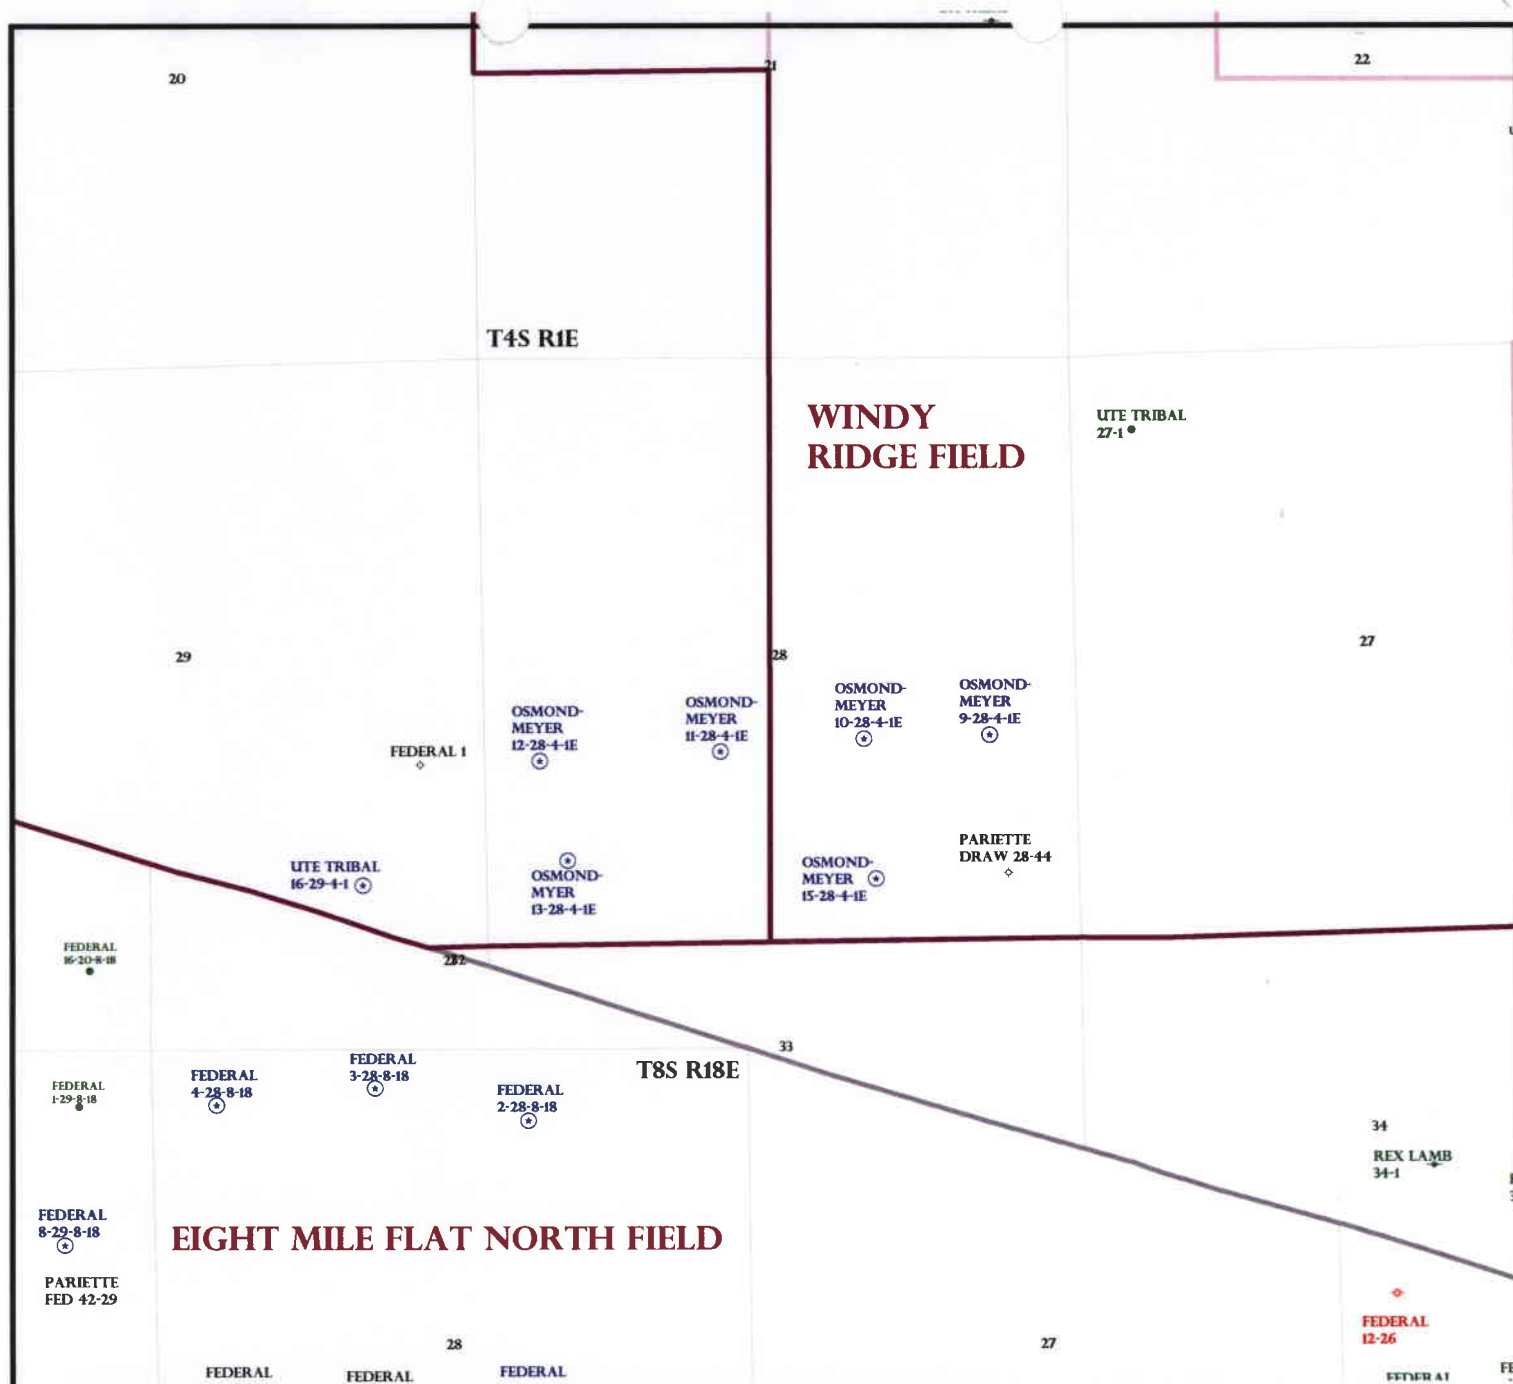 20
21
22
T4S R1E
WINDY
RIDGE FIELD
UTE TRIBAL
27-1
29
28
27
OSMOND-
MEYER
12-28-4-1E
OSMOND-
MEYER
11-28-4-1E
OSMOND-
MEYER
10-28-4-1E
OSMOND-
MEYER
9-28-4-1E
FEDERAL 1
PARIETTE
DRAW 28-44
UTE TRIBAL
16-29-4-1
OSMOND-
MYER
13-28-4-1E
OSMOND-
MEYER
15-28-4-1E
FEDERAL
16-20-8-18
33
T8S R18E
FEDERAL
1-29-8-18
FEDERAL
4-28-8-18
FEDERAL
3-28-8-18
FEDERAL
2-28-8-18
34
REX LAMB
34-1
FEDERAL
8-29-8-18
EIGHT MILE FLAT NORTH FIELD
PARIETTE
FED 42-29
FEDERAL
12-26
28
27
FEDERAL
FEDERAL
FEDERAL
FEDERAL